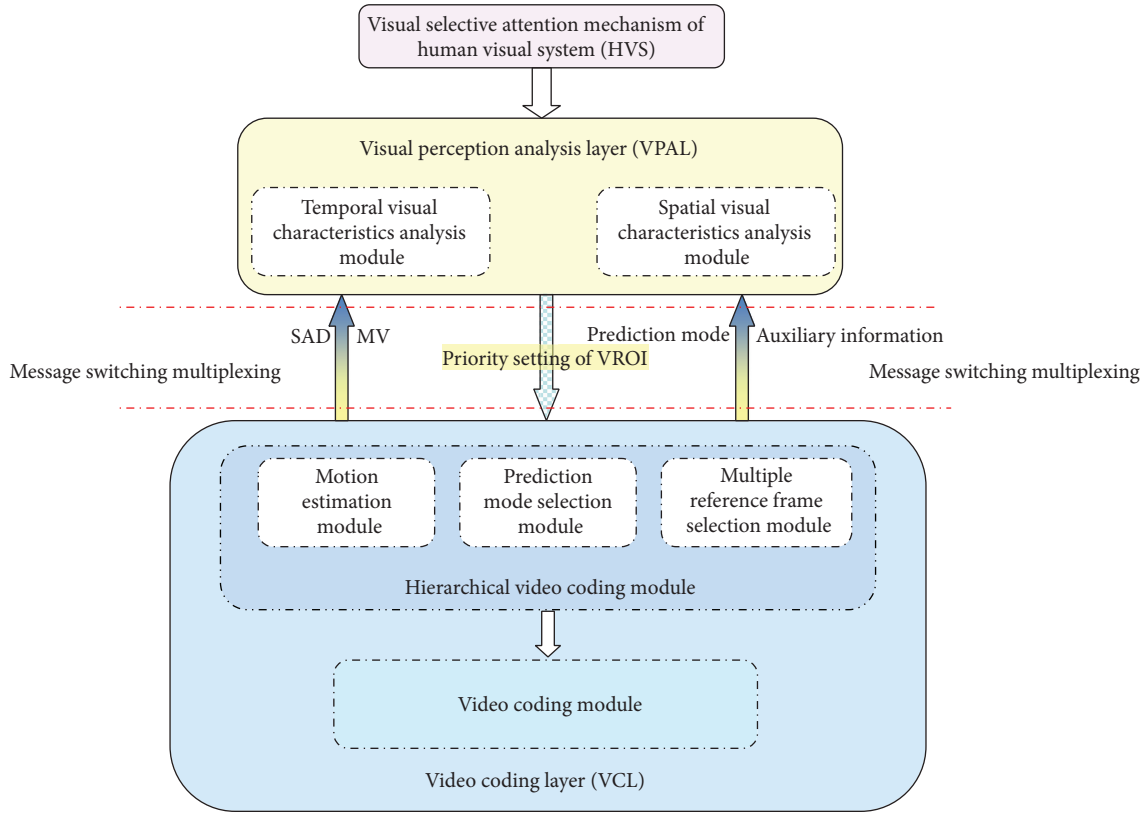 Visual selective attention mechanism of
human visual system (HVS)
Visual perception analysis layer (VPAL)
Temporal visual
characteristics analysis
module
Spatial visual
characteristics analysis
module
SAD
MV
Prediction mode
Auxiliary information
Priority setting of VROI
Message switching multiplexing
Message switching multiplexing
Motion
estimation
module
Prediction
mode selection
module
Multiple
reference frame
selection module
Hierarchical video coding module
Video coding module
Video coding layer (VCL)